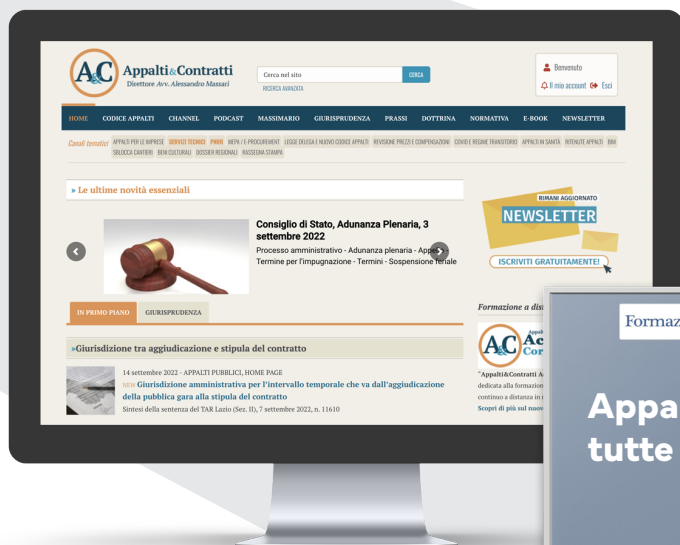 A&C
Appalti&Contratti
Direttore Avv. Alessandro Massari
Cerca nel sito
CERCA
RICERCA AVANZATA
Benvenuto
Il mio account Esci
HOME CODICE APPALTI CHANNEL PODCAST MASSIMARIO GIURISPRUDENZA PRASSI DOTTRINA NORMATIVA E-BOOK NEWSLETTER
Canali tematici APPALTI PER LE IMPRESE SERVIZI TECNICI PNRR MEPA / E-PROCUREMENT LEGGE DELEGA E NUOVO CODICE APPALTI REVISIONE PREZZI E COMPENSAZIONI COVID E REGIME TRANSITORIO APPALTI IN SANITÀ RITENUTE APPALTI BIM
SBLOCCA CANTIERI BENI CULTURALI DOSSIER REGIONALI RASSEGNA STAMPA
» Le ultime novità essenziali
Consiglio di Stato, Adunanza Plenaria, 3
settembre 2022
Processo amministrativo - Adunanza plenaria - Appello -
Termine per l'impugnazione - Termini - Sospensione feriale
RIMANI AGGIORNATO
NEWSLETTER
ISCRIVITI GRATUITAMENTE!
IN PRIMO PIANO GIURISPRUDENZA
»Giurisdizione tra aggiudicazione e stipula del contratto
14 settembre 2022 - APPALTI PUBBLICI, HOME PAGE
NEW Giurisdizione amministrativa per l'intervallo temporale che va dall'aggiudicazione
della pubblica gara alla stipula del contratto
Sintesi della sentenza del TAR Lazio (Sez. II), 7 settembre 2022, n. 11610
Formazione a dis
A&C
Appal
Ac
Cor
"Appalti&Contratti A
dedicata alla formazion
continuo a distanza in
Scopri di più sul nuov
Formaz
Appa
tutte